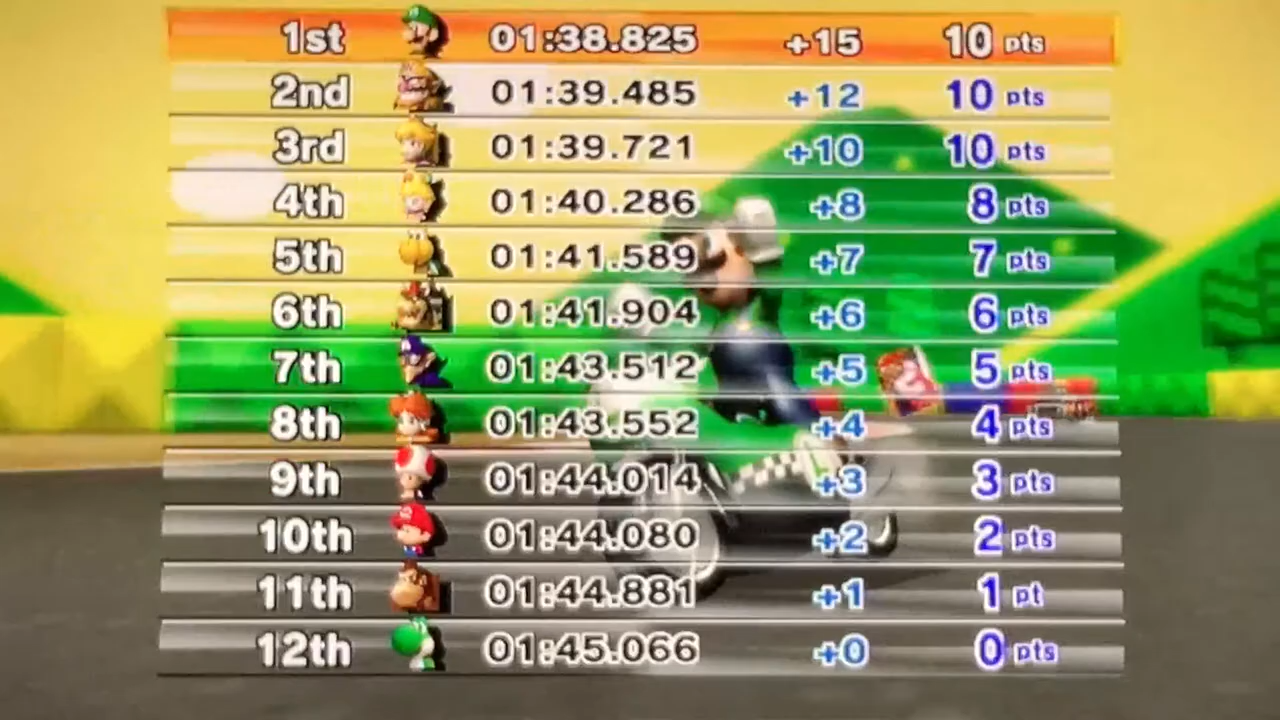 1st 01:38.825 +15 10 pts
2nd 01:39.485 +12 10 pts
3rd 01:39.721 +10 10 pts
4th 01:40.286 +8 8 pts
5th 01:41.589 +7 7 pts
6th 01:41.904 +6 6 pts
7th 01:43.512 +5 5 pts
8th 01:43.552 +4 4 pts
9th 01:44.014 +3 3 pts
10th 01:44.080 +2 2 pts
11th 01:44.881 +1 1 pt
12th 01:45.066 +0 0 pts